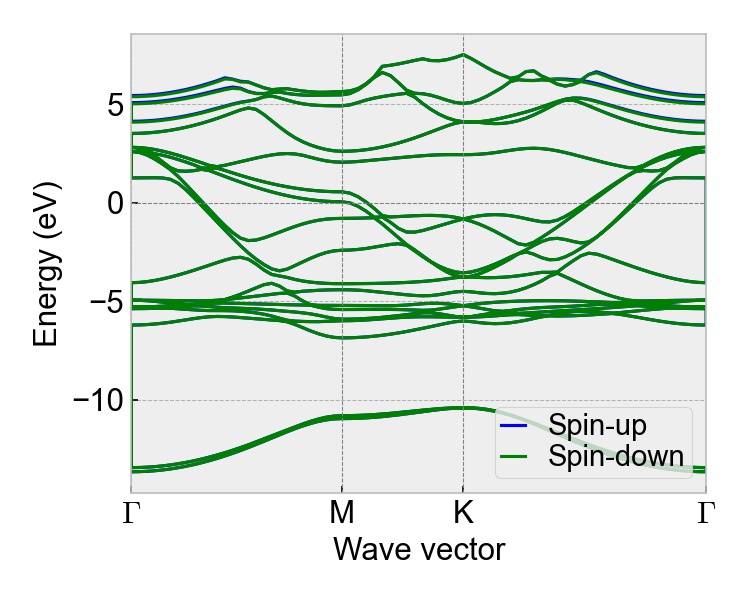 Energy (eV)
5
0
−5
−10
Spin-up
Spin-down
Γ M K Γ
Wave vector